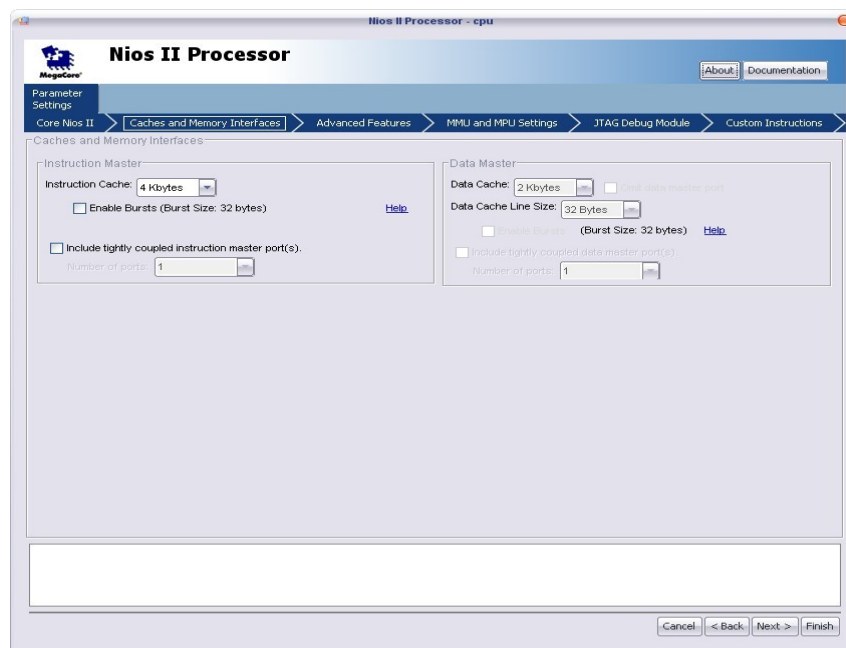 Nios II Processor - cpu
MegaCore'
Nios II Processor
About Documentation
Parameter
Settings
Core Nios II Caches and Memory Interfaces Advanced Features MMU and MPU Settings JTAG Debug Module Custom Instructions
Caches and Memory Interfaces
Instruction Master
Instruction Cache: 4 Kbytes
Enable Bursts (Burst Size: 32 bytes) Help
Include tightly coupled instruction master port(s).
Number of ports: 1
Data Master
Data Cache: 2 Kbytes Omit data master port
Data Cache Line Size: 32 Bytes
Enable Bursts (Burst Size: 32 bytes) Help
Include tightly coupled data master port(s)
Number of ports: 1
Cancel < Back Next > Finish